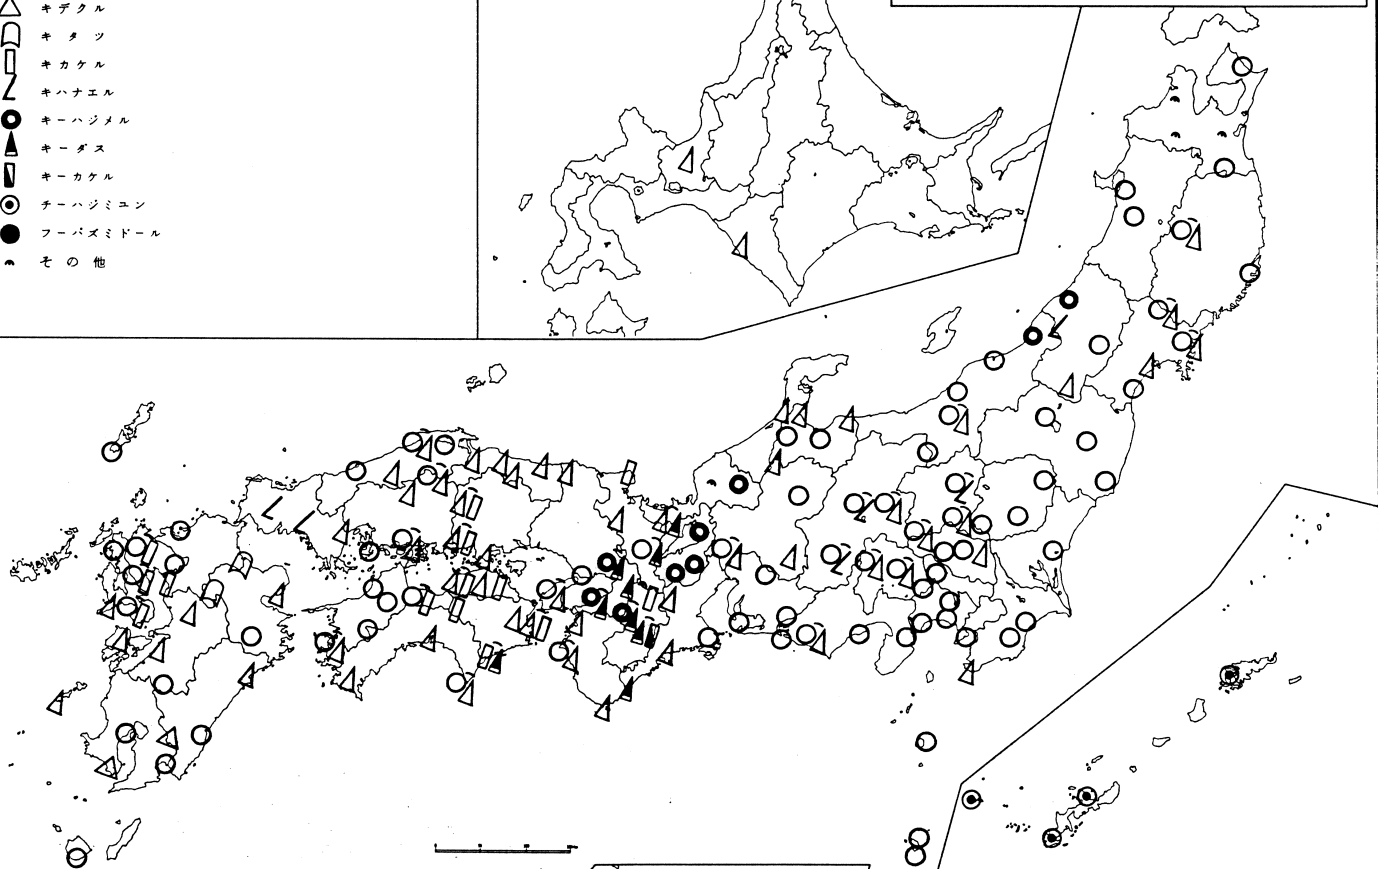 キデクル
キタツ
キカケル
キハナエル
キーハジメル
キーダス
キーカケル
チーハジミユン
フーパズミドール
その他